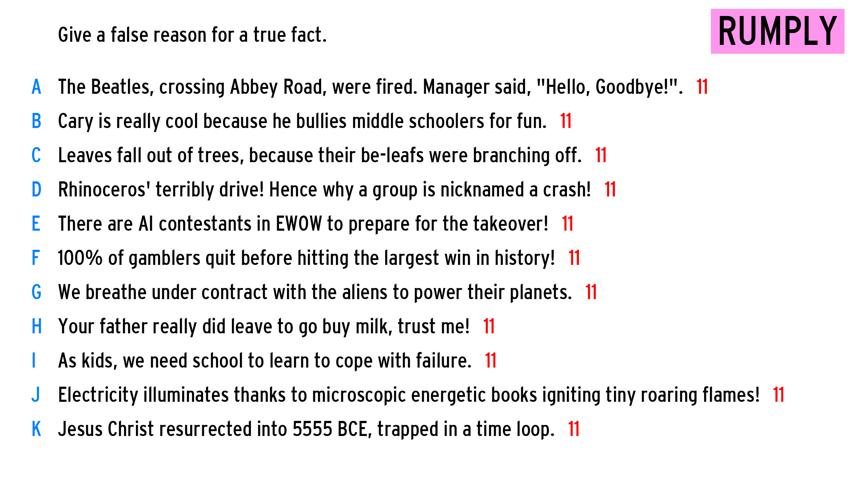 Give a false reason for a true fact.
RUMPLY
A The Beatles, crossing Abbey Road, were fired. Manager said, "Hello, Goodbye!". 11
B Cary is really cool because he bullies middle schoolers for fun. 11
C Leaves fall out of trees, because their be-leafs were branching off. 11
D Rhinoceros' terribly drive! Hence why a group is nicknamed a crash! 11
E There are AI contestants in EWOW to prepare for the takeover! 11
F 100% of gamblers quit before hitting the largest win in history! 11
G We breathe under contract with the aliens to power their planets. 11
H Your father really did leave to go buy milk, trust me! 11
I As kids, we need school to learn to cope with failure. 11
J Electricity illuminates thanks to microscopic energetic books igniting tiny roaring flames! 11
K Jesus Christ resurrected into 5555 BCE, trapped in a time loop. 11